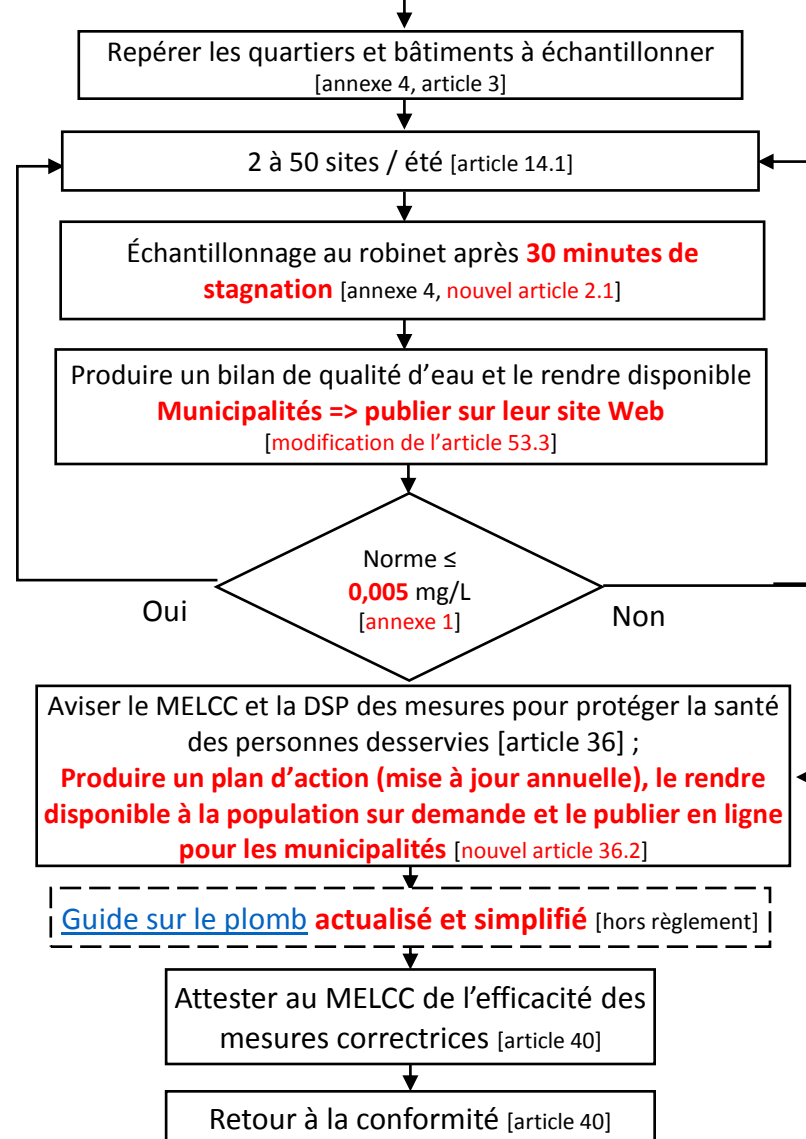 Repérer les quartiers et bâtiments à échantillonner
[annexe 4, article 3]
2 à 50 sites / été [article 14.1]
Échantillonnage au robinet après 30 minutes de
stagnation [annexe 4, nouvel article 2.1]
Produire un bilan de qualité d’eau et le rendre disponible
Municipalités => publier sur leur site Web
[modification de l’article 53.3]
Norme ≤
0,005 mg/L
[annexe 1]
Oui
Non
Aviser le MELCC et la DSP des mesures pour protéger la santé
des personnes desservies [article 36] ;
Produire un plan d’action (mise à jour annuelle), le rendre
disponible à la population sur demande et le publier en ligne
pour les municipalités [nouvel article 36.2]
Guide sur le plomb actualisé et simplifié [hors règlement]
Attester au MELCC de l’efficacité des
mesures correctrices [article 40]
Retour à la conformité [article 40]